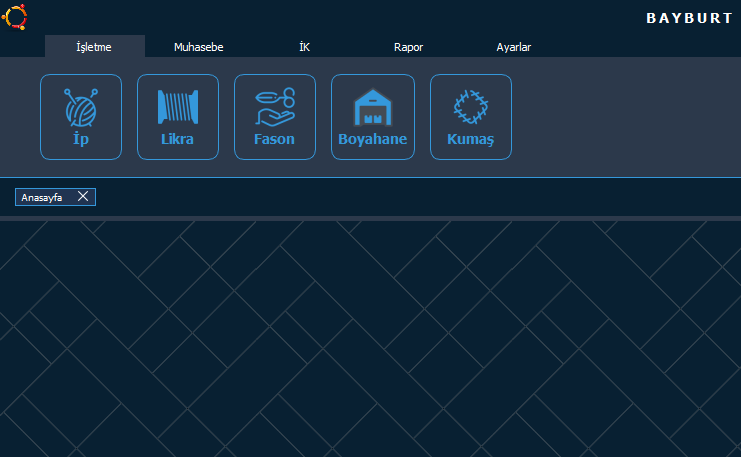 BAYBURT
İşletme Muhasebe İK Rapor Ayarlar
İp Likra Fason Boyahane Kumaş
Anasayfa